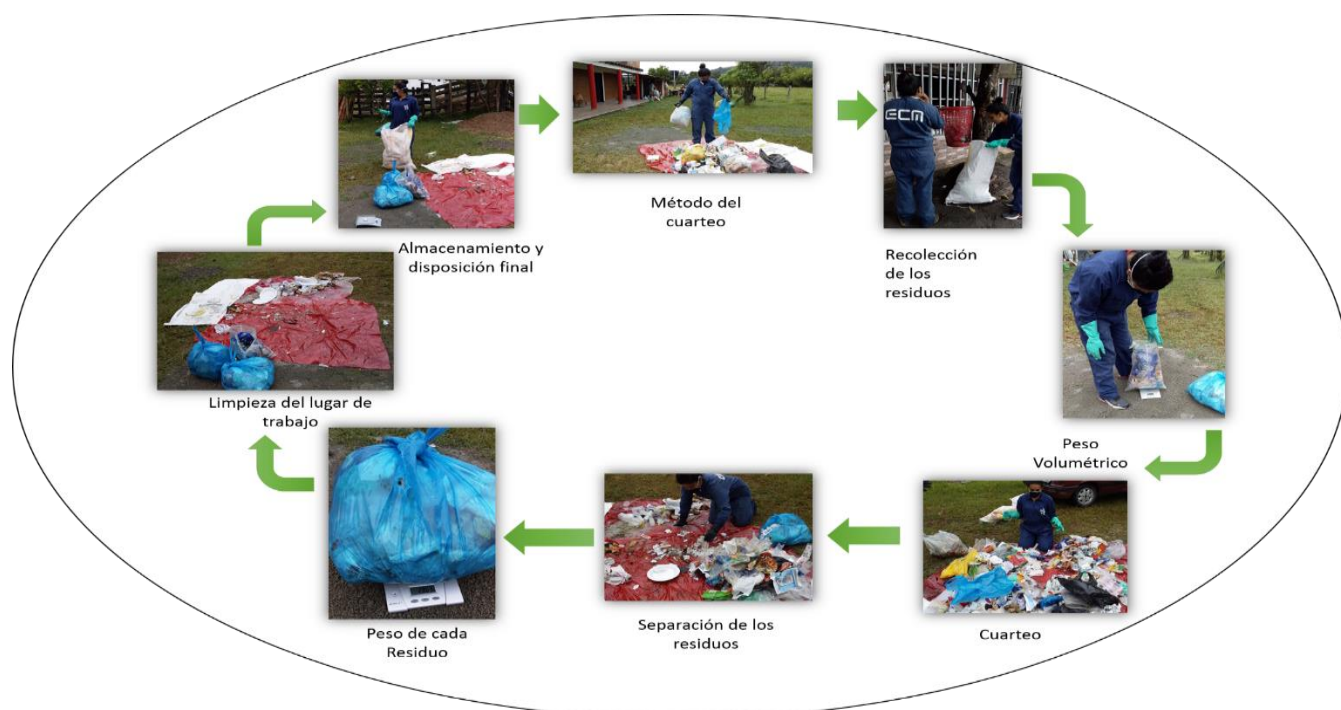 Método del
cuarteo
ECM
Recolección
de los
residuos
Almacenamiento y
disposición final
Peso
Volumétrico
Limpieza del lugar de
trabajo
Cuarteo
Separación de los
residuos
Peso de cada
Residuo